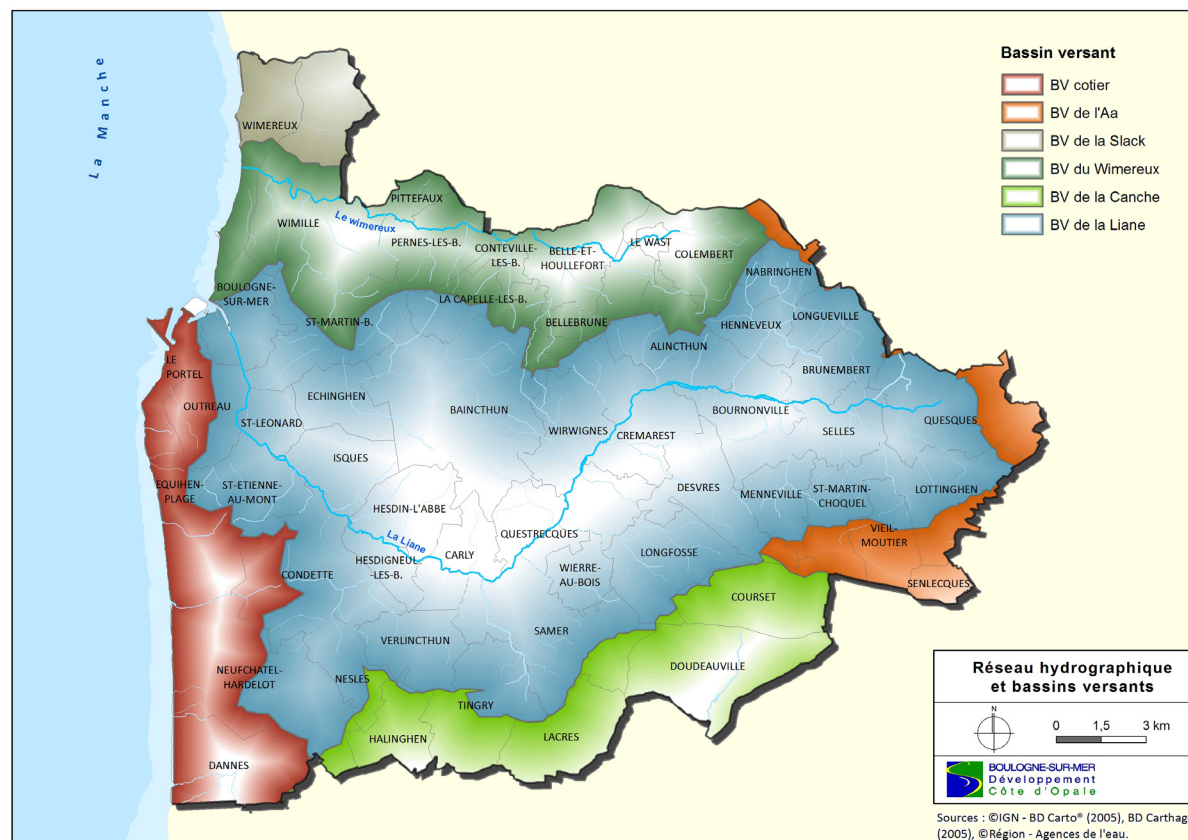 La Manche
Bassin versant
BV cotier
BV de l'Aa
BV de la Slack
BV du Wimereux
BV de la Canche
BV de la Liane
WIMEREUX
PITTEFAUX
WIMILLE
Le wimereux
PERNES-LES-B.
CONTEVILLE-
LES-B.
BELLE-ET-
HOULLEFORT
LE WAST
COLEMBERT
NABRINGHEN
BOULOGNE-
SUR-MER
LA CAPELLE-LES-B.
ST-MARTIN-B.
BELLEBRUNE
HENNEVEUX
LONGUEVILLE
ALINCTHUN
LE
PORTEL
BRUNEMBERT
ECHINGHEN
OUTREAU
BAINCTHUN
BOURNONVILLE
ST-LEONARD
WIRWIGNES
CREMAREST
SELLES
QUESQUES
ISQUES
EQUIHEN-
PLAGE
ST-ETIENNE-
AU-MONT
DESVRES
MENNEVILLE
ST-MARTIN-
CHOQUEL
LOTTINGHEN
HESDIN-L'ABBE
QUESTRECQUES
VIEIL-
MOUTIER
La Liane
CARLY
LONGFOSSE
HESDIGNEUL-
LES-B.
WIERRE-
AU-BOIS
CONDETTE
SENLECQUES
COURSET
VERLINCTHUN
SAMER
DOUDEAUVILLE
NEUFCHATEL-
HARDELOT
NESLES
TINGRY
HALINGHEN
LACRES
DANNES
Réseau hydrographique
et bassins versants
N
0 1,5 3 km
BOULOGNE-SUR-MER
Développement
Côte d'Opale
Sources : ©IGN - BD Carto® (2005), BD Carthag
(2005), ©Région - Agences de l'eau.